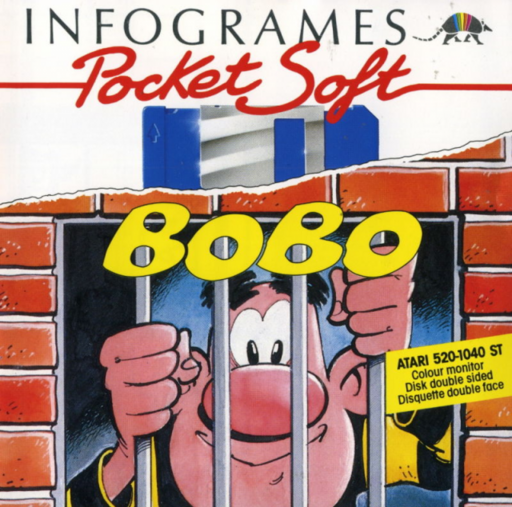 INFOGRAMES
Pocket Soft
BOBO
ATARI 520-1040 ST
Colour monitor
Disk double sided
Disquette double face